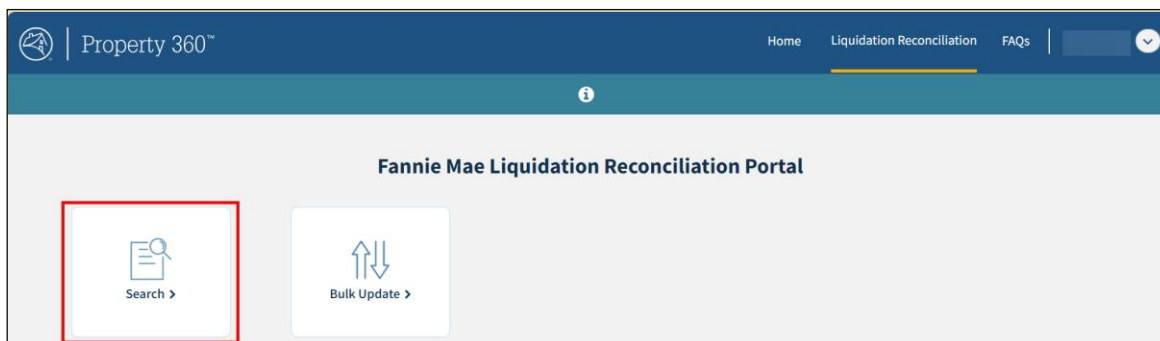 Property 360™
Home Liquidation Reconciliation FAQs
Fannie Mae Liquidation Reconciliation Portal
Search >
Bulk Update >